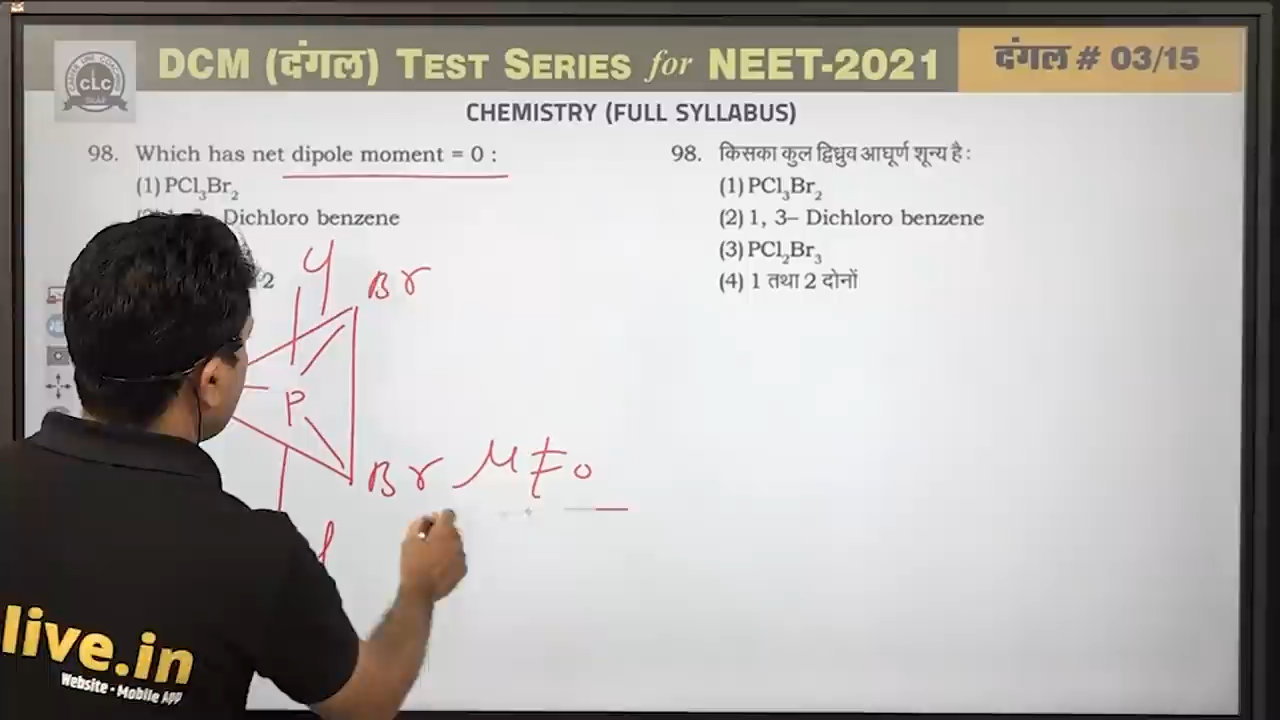 DCM (दंगल) TEST SERIES for NEET-2021
दंगल # 03/15
CLC
CHEMISTRY (FULL SYLLABUS)
98. Which has net dipole moment = 0 :
(1) PCl3Br2
Dichloro benzene
2
98. किसका कुल द्विध्रुव आघूर्ण शून्य है :
(1) PCl3Br2
(2) 1, 3– Dichloro benzene
(3) PCl2Br3
(4) 1 तथा 2 दोनों
Br
P
Br μ ≠ 0
live.in
Website • Mobile App